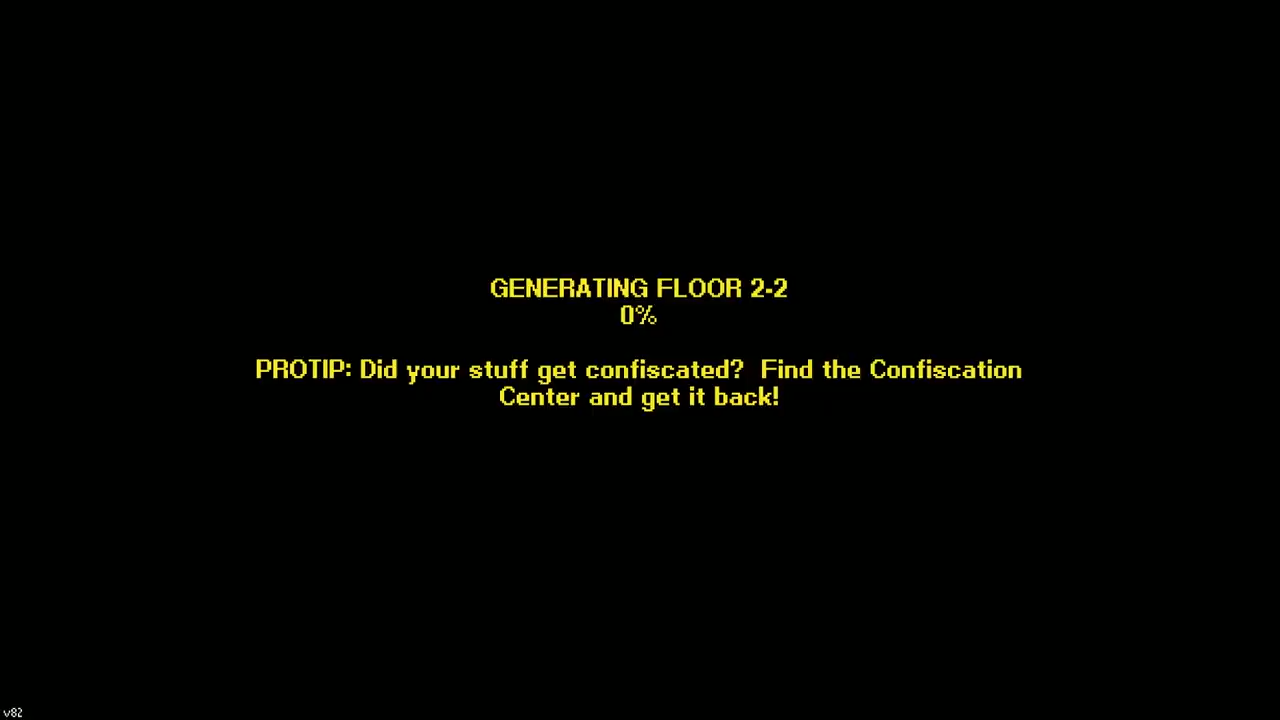 GENERATING FLOOR 2-2
0%
PROTIP: Did your stuff get confiscated?  Find the Confiscation
Center and get it back!
v82